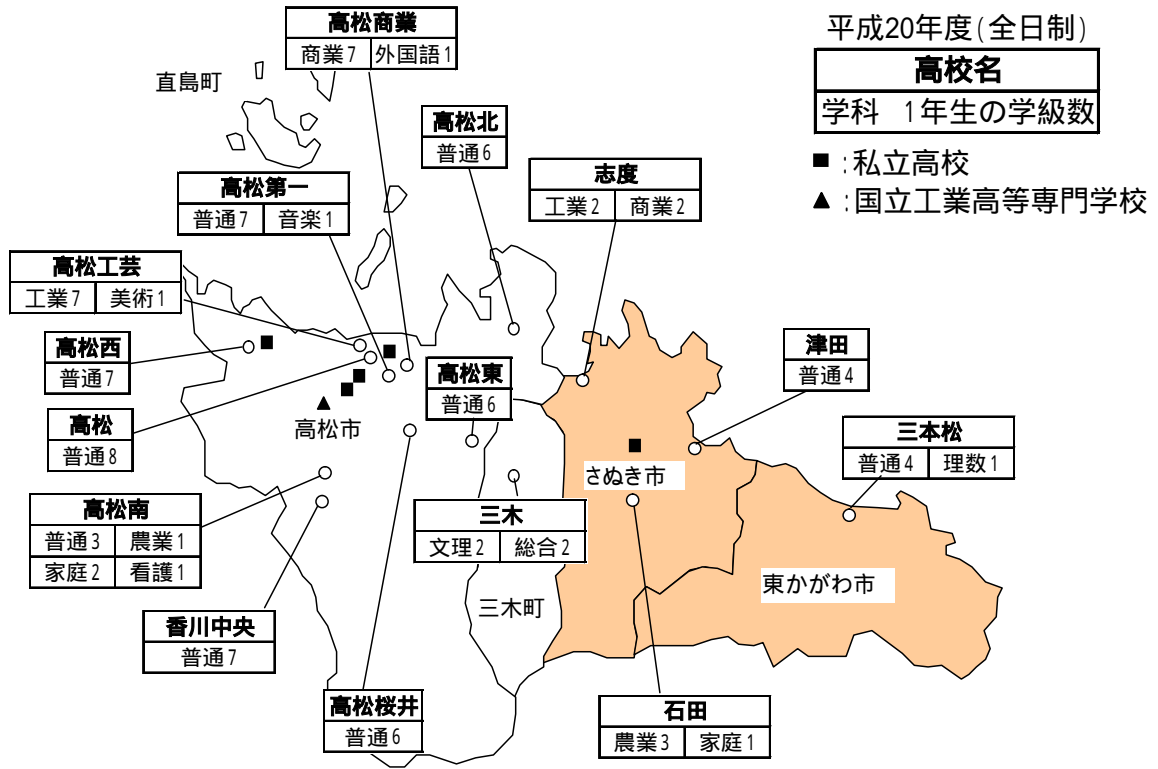 平成20年度(全日制)
高校名
学科 1年生の学級数
■:私立高校
▲:国立工業高等専門学校
高松商業
商業7 外国語1
直島町
高松北
普通6
志度
工業2 商業2
高松第一
普通7 音楽1
高松工芸
工業7 美術1
高松西
普通7
津田
普通4
高松東
普通6
高松
普通8
高松市
三本松
普通4 理数1
さぬき市
高松南
普通3 農業1
家庭2 看護1
三木
文理2 総合2
東かがわ市
三木町
香川中央
普通7
高松桜井
普通6
石田
農業3 家庭1